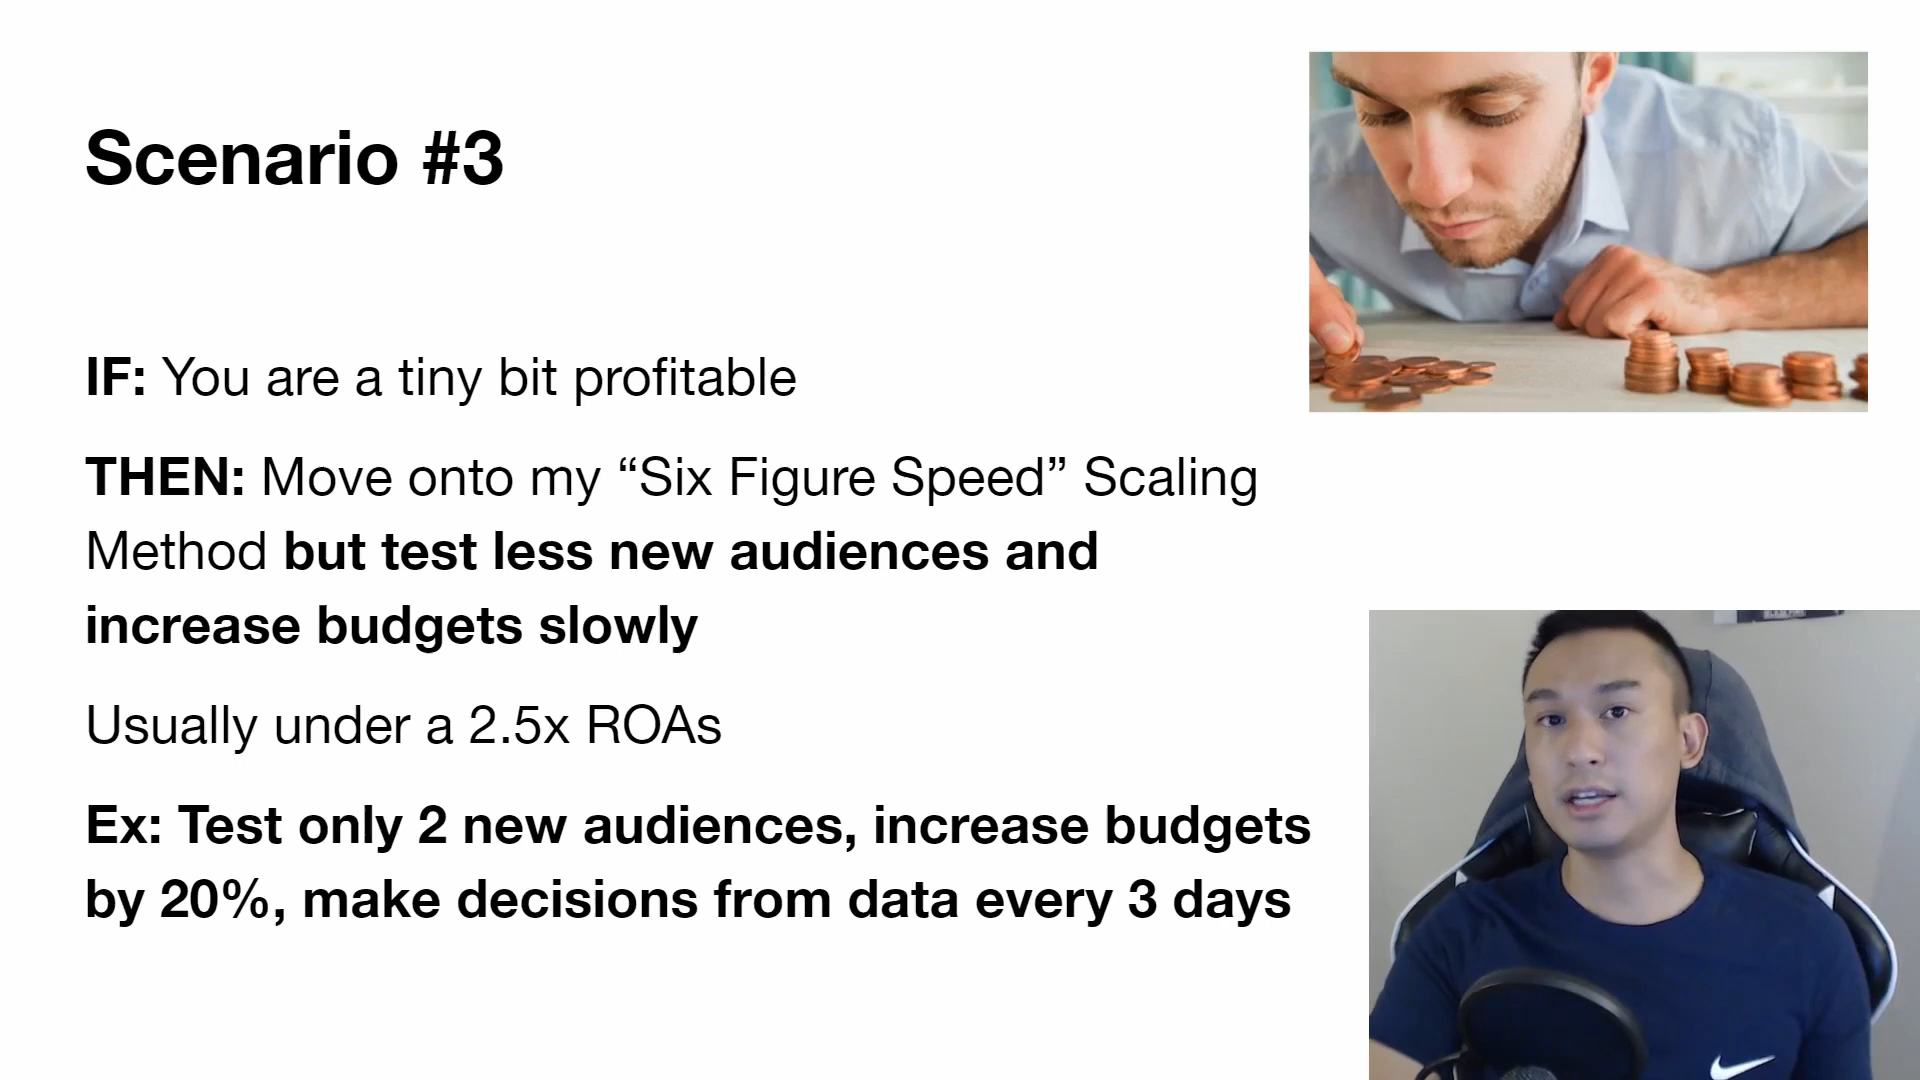 Scenario #3
IF: You are a tiny bit profitable
THEN: Move onto my “Six Figure Speed” Scaling
Method but test less new audiences and
increase budgets slowly
Usually under a 2.5x ROAs
Ex: Test only 2 new audiences, increase budgets
by 20%, make decisions from data every 3 days